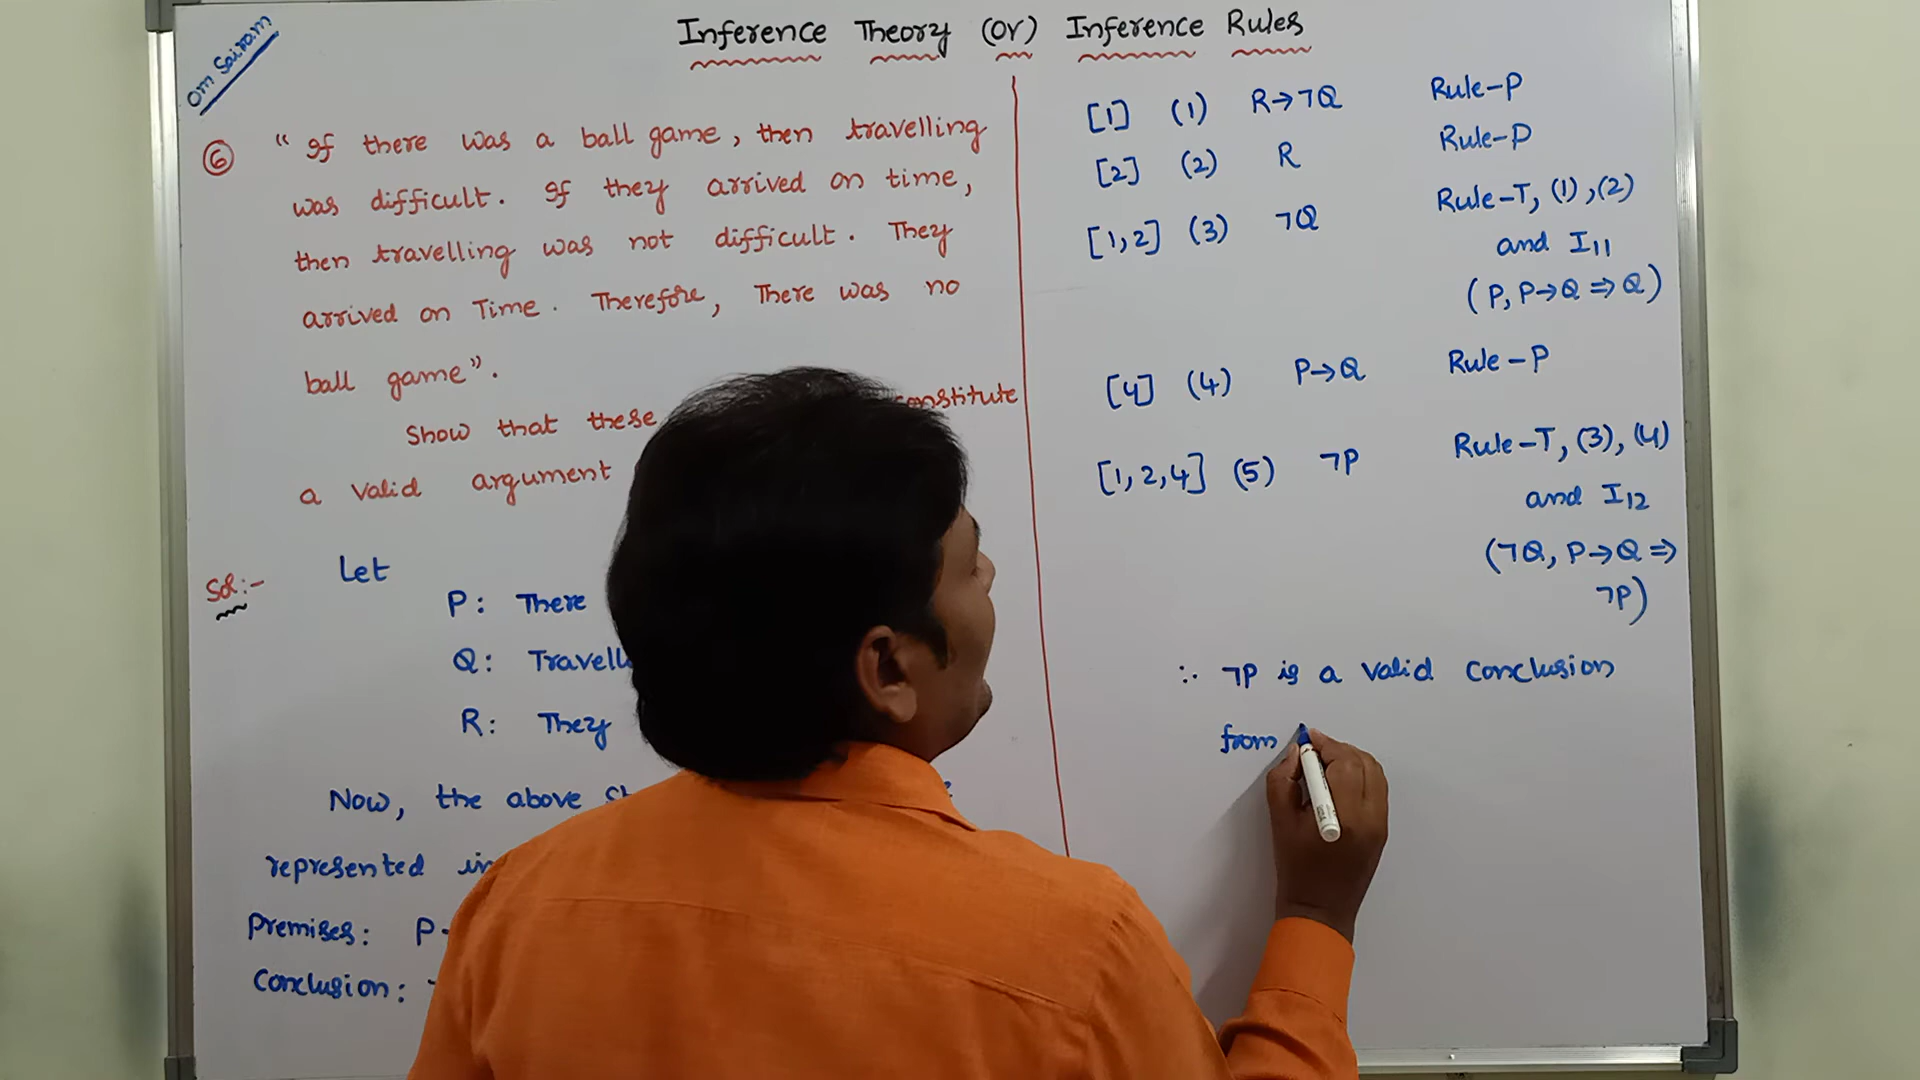 Om Sairam
Inference Theory (or) Inference Rules
⑥ “ If there was a ball game, then travelling
was difficult. If they arrived on time,
then travelling was not difficult. They
arrived on Time. Therefore, There was no
ball game”.
Show that these constitute
a valid argument
Sol:- Let
P: There
Q:
R: They
Now, the above
represented
Premises: P
Conclusion:
[1] (1) R→¬Q Rule-P
[2] (2) R Rule-P
[1,2] (3) ¬Q Rule-T, (1),(2)
and I11
(P, P→Q ⇒ Q)
[4] (4) P→Q Rule-P
[1,2,4] (5) ¬P Rule-T, (3), (4)
and I12
(¬Q, P→Q ⇒
¬P)
∴ ¬P is a valid conclusion
from